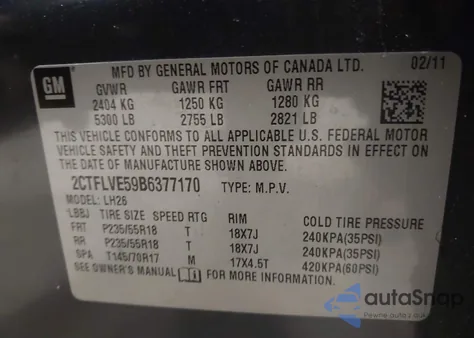 GM
MFD BY GENERAL MOTORS OF CANADA LTD. 02/11
GVWR GAWR FRT GAWR RR
2404 KG 1250 KG 1280 KG
5300 LB 2755 LB 2821 LB
THIS VEHICLE CONFORMS TO ALL APPLICABLE U.S. FEDERAL MOTOR
VEHICLE SAFETY AND THEFT PREVENTION STANDARDS IN EFFECT ON THE
DATE OF MANUFACTURE SHOWN ABOVE.
2CTFLVE59B6377170 TYPE: M.P.V.
MODEL: LH26
LBBJ TIRE SIZE SPEED RTG RIM COLD TIRE PRESSURE
FRT P235/55R18 T 18X7J 240KPA(35PSI)
RR P235/55R18 T 18X7J 240KPA(35PSI)
SPA T145/70R17 M 17X4.5T 420KPA(60PSI)
SEE OWNER'S MANUAL FOR MORE INFORMATION
autoSnap
Pewne auto z USA